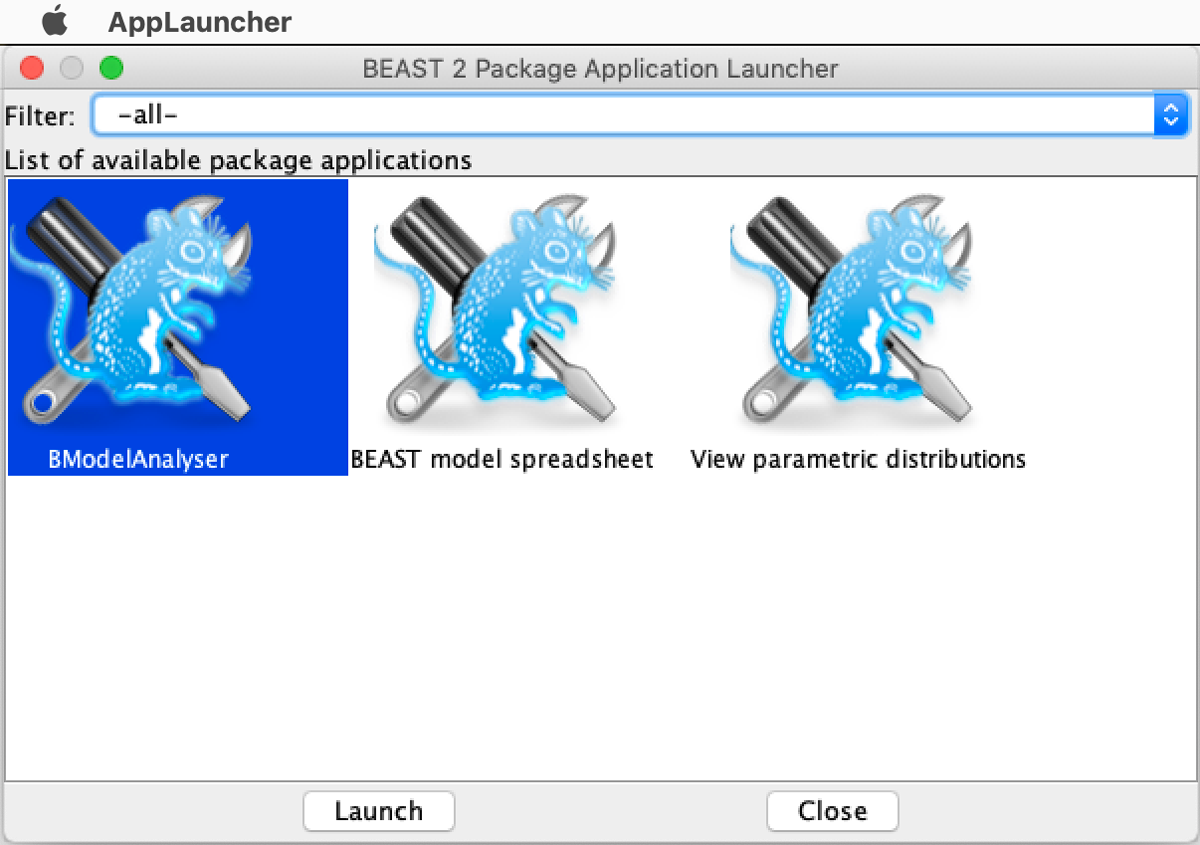 AppLauncher
BEAST 2 Package Application Launcher
Filter: -all-
List of available package applications
BModelAnalyser BEAST model spreadsheet View parametric distributions
Launch Close